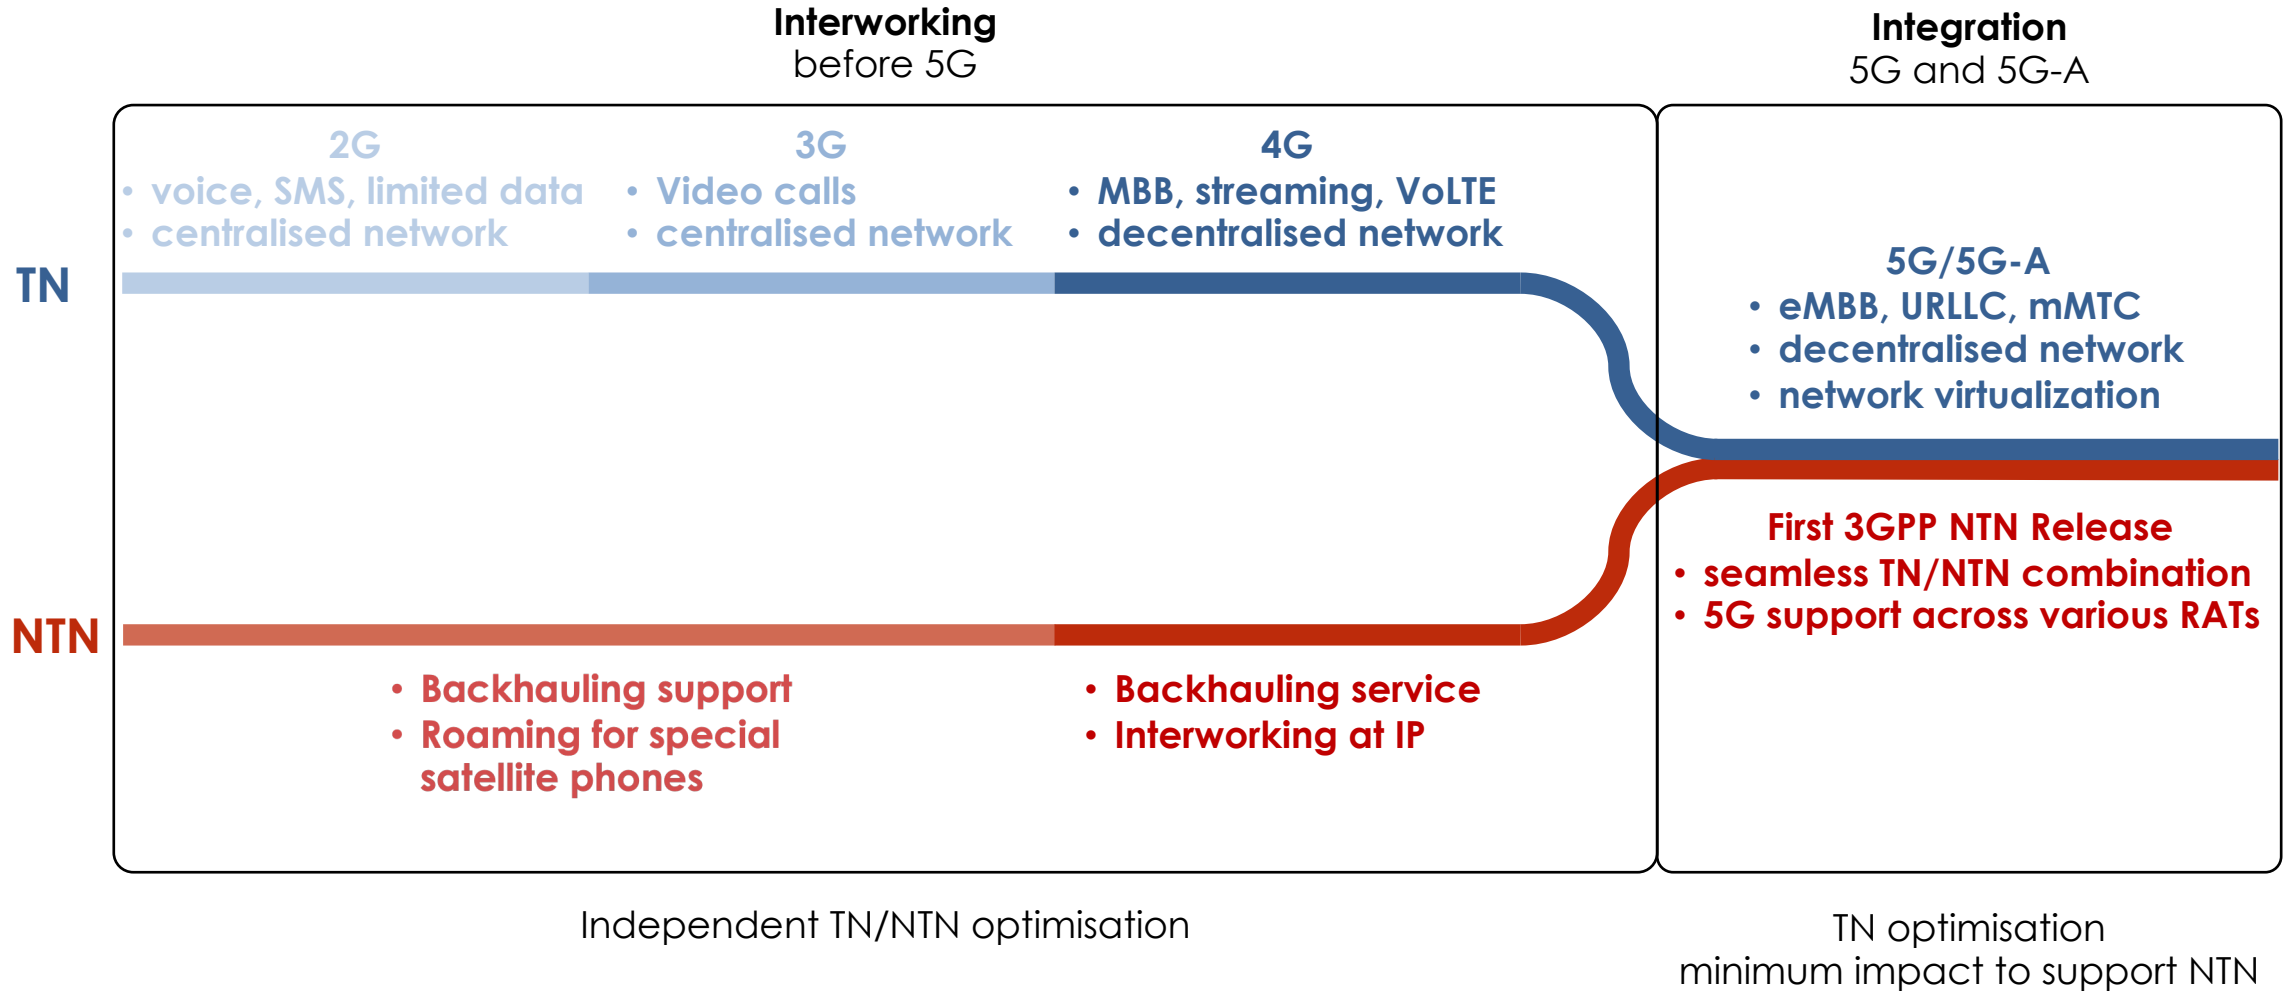 Interworking
before 5G
Integration
5G and 5G-A
2G
• voice, SMS, limited data
• centralised network
3G
• Video calls
• centralised network
4G
• MBB, streaming, VoLTE
• decentralised network
TN
5G/5G-A
• eMBB, URLLC, mMTC
• decentralised network
• network virtualization
NTN
• Backhauling support
• Roaming for special
satellite phones
• Backhauling service
• Interworking at IP
First 3GPP NTN Release
• seamless TN/NTN combination
• 5G support across various RATs
Independent TN/NTN optimisation
TN optimisation
minimum impact to support NTN